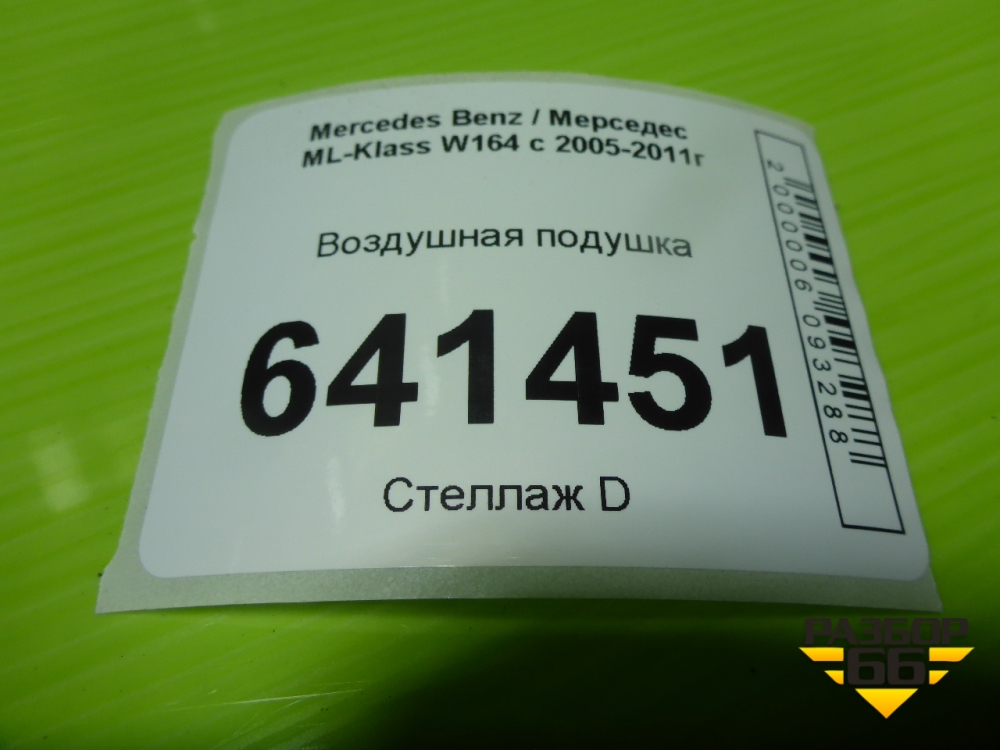 Mercedes Benz / Мерседес
ML-Klass W164 с 2005-2011г
Воздушная подушка
641451
Стеллаж D
2000006093288
РАЗБОР
66